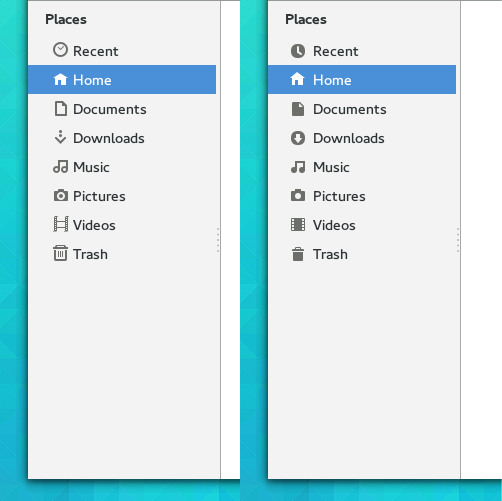 Places
Recent
Home
Documents
Downloads
Music
Pictures
Videos
Trash
Places
Recent
Home
Documents
Downloads
Music
Pictures
Videos
Trash